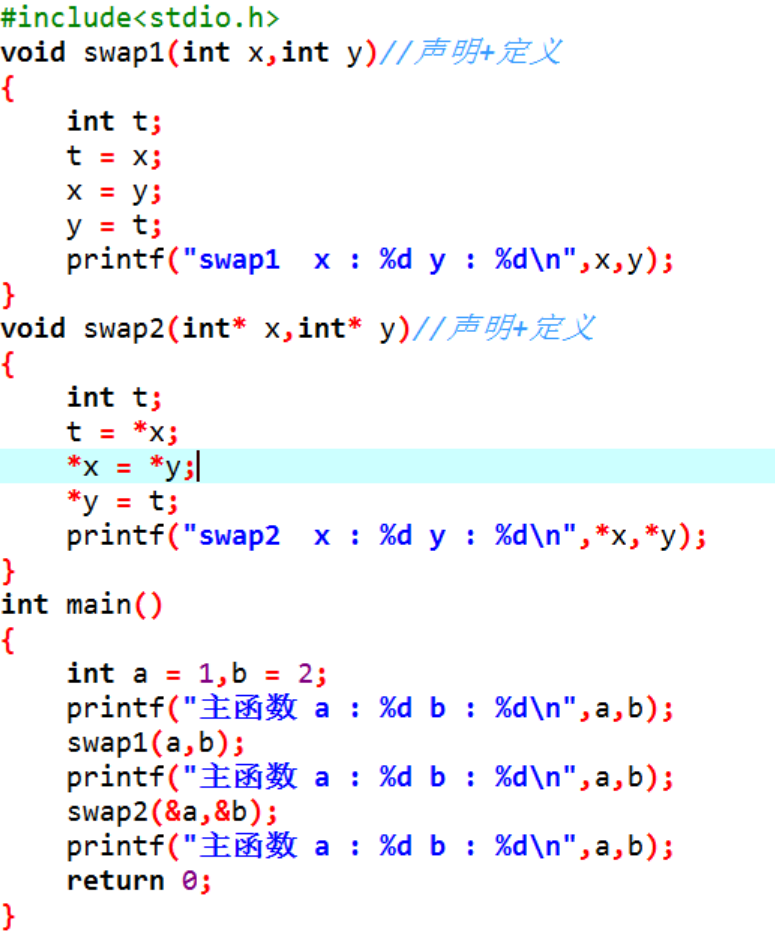 #include<stdio.h>
void swap1(int x,int y)//声明+定义
{
    int t;
    t = x;
    x = y;
    y = t;
    printf("swap1  x : %d y : %d\n",x,y);
}
void swap2(int* x,int* y)//声明+定义
{
    int t;
    t = *x;
    *x = *y;
    *y = t;
    printf("swap2  x : %d y : %d\n",*x,*y);
}
int main()
{
    int a = 1,b = 2;
    printf("主函数 a : %d b : %d\n",a,b);
    swap1(a,b);
    printf("主函数 a : %d b : %d\n",a,b);
    swap2(&a,&b);
    printf("主函数 a : %d b : %d\n",a,b);
    return 0;
}